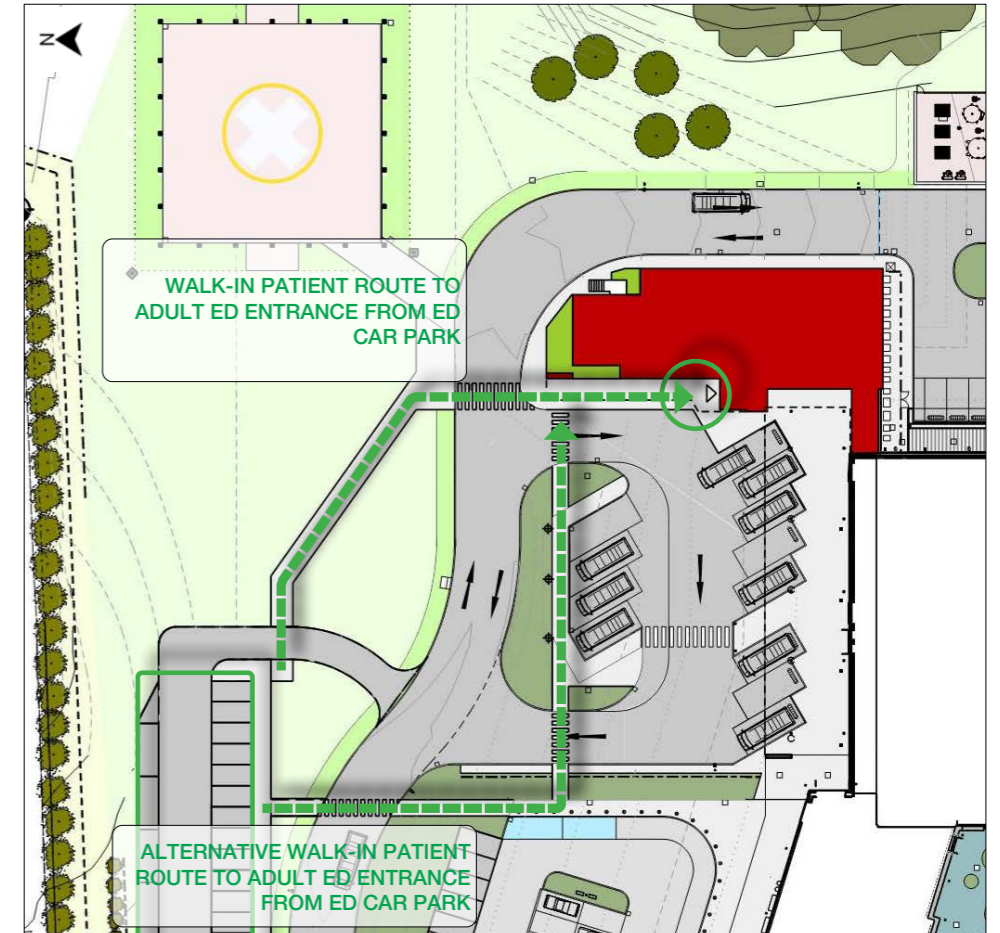 N
WALK-IN PATIENT ROUTE TO
ADULT ED ENTRANCE FROM ED
CAR PARK
ALTERNATIVE WALK-IN PATIENT
ROUTE TO ADULT ED ENTRANCE
FROM ED CAR PARK